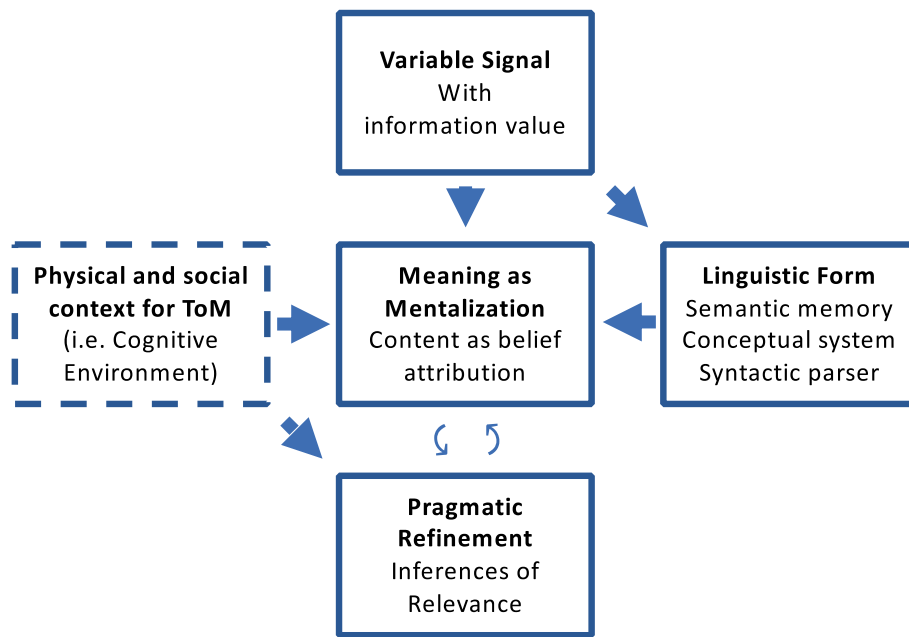 Variable Signal
With
information value
Physical and social
context for ToM
(i.e. Cognitive
Environment)
Meaning as
Mentalization
Content as belief
attribution
Linguistic Form
Semantic memory
Conceptual system
Syntactic parser
Pragmatic
Refinement
Inferences of
Relevance